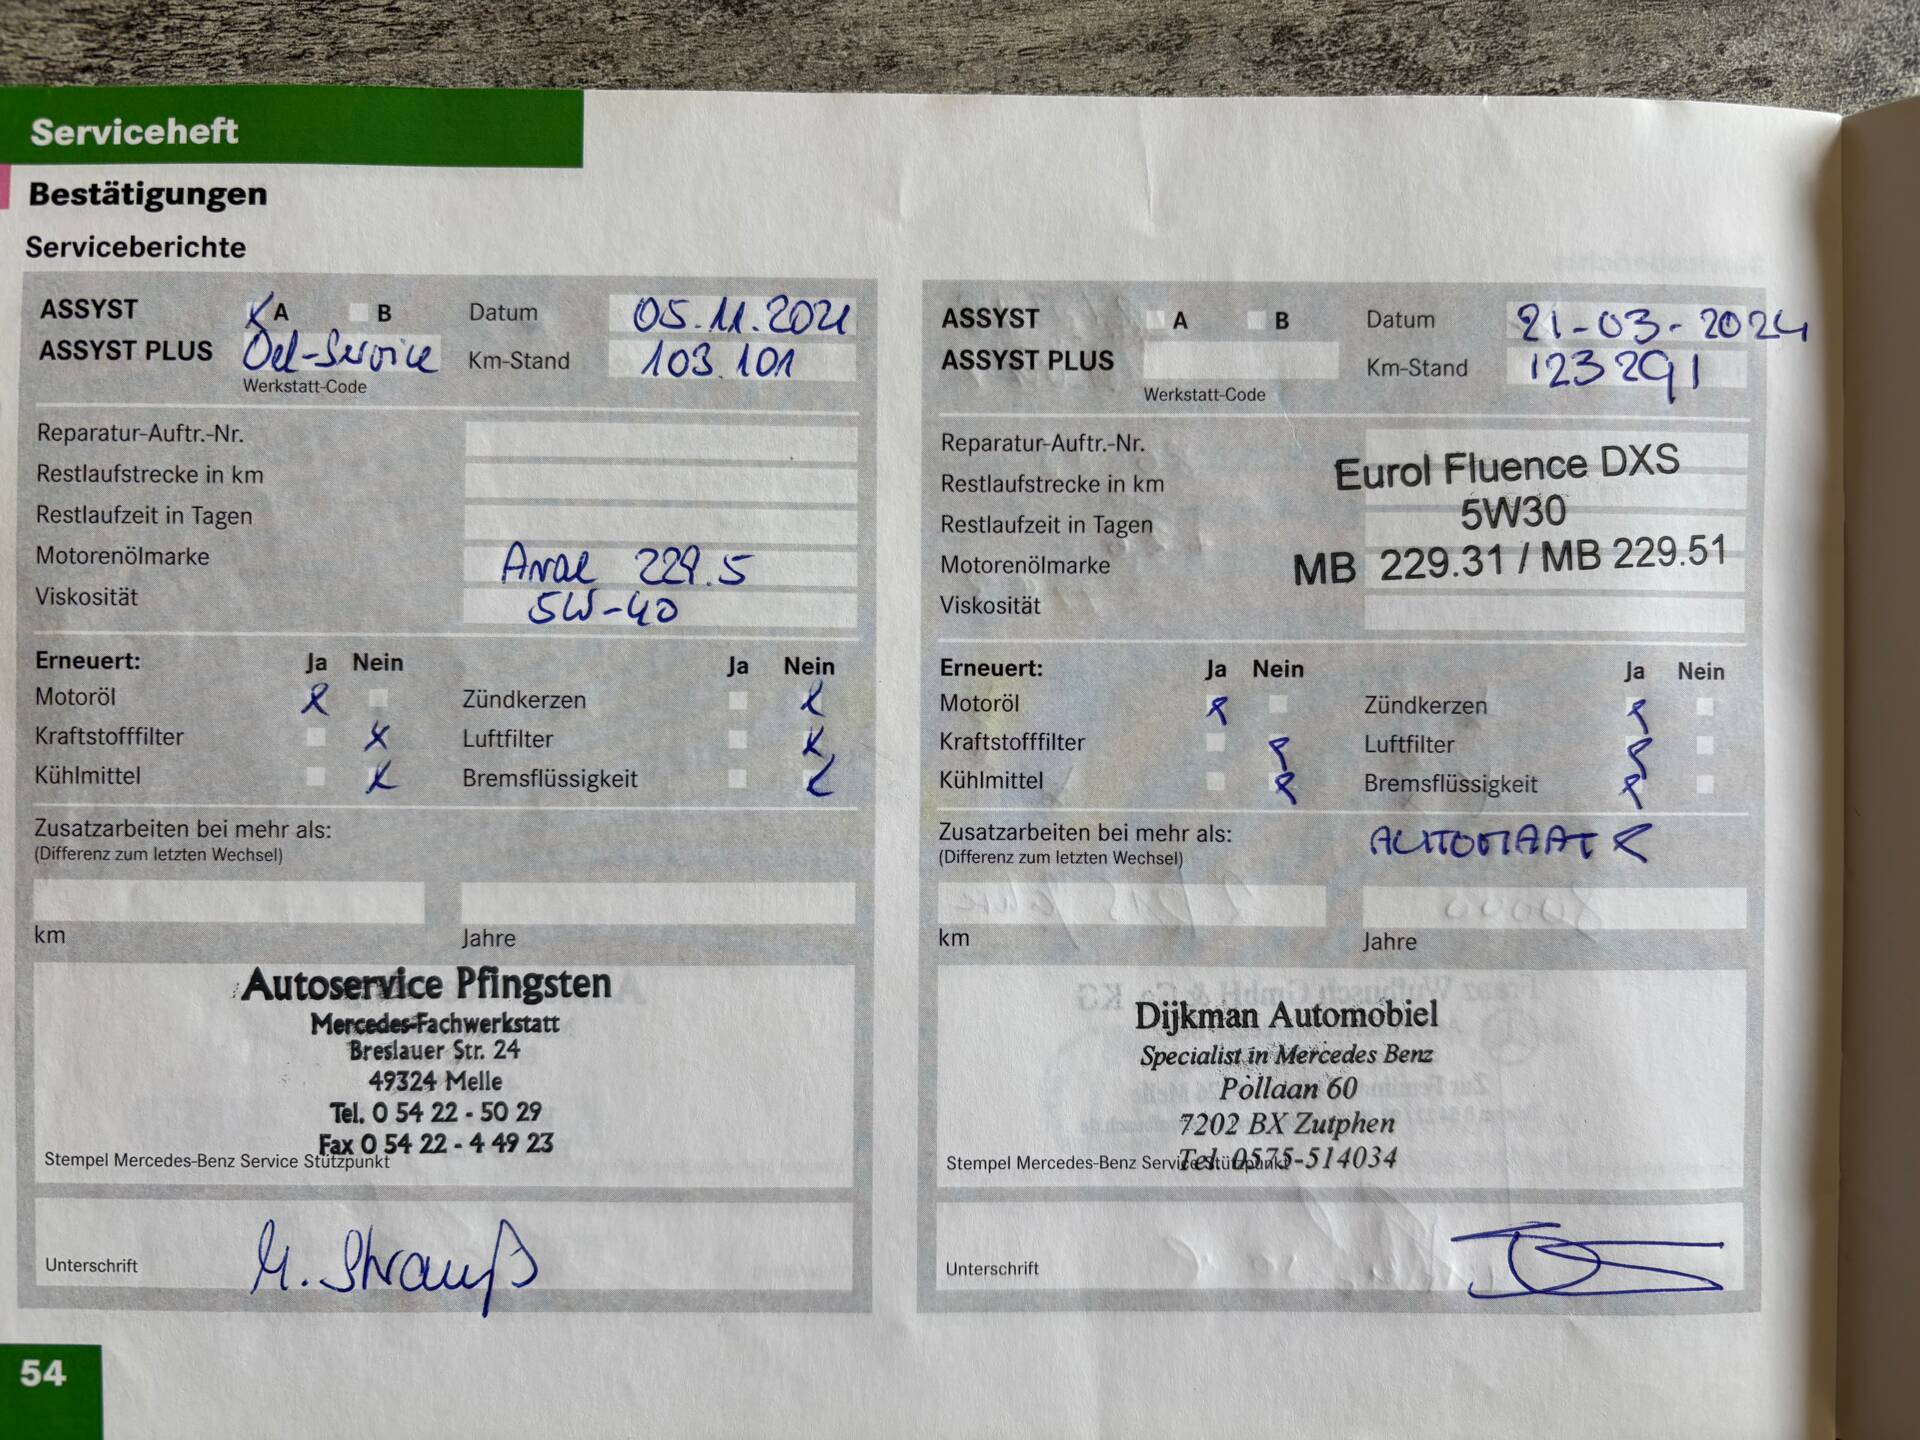 Serviceheft
Bestätigungen
Serviceberichte
ASSYST A B Datum 05.11.2021
ASSYST PLUS Oel-Service Km-Stand 103.101
Werkstatt-Code
Reparatur-Auftr.-Nr.
Restlaufstrecke in km
Restlaufzeit in Tagen
Motorenölmarke Aral 229.5
Viskosität 5W-40
Erneuert: Ja Nein Ja Nein
Motoröl Zündkerzen
Kraftstofffilter Luftfilter
Kühlmittel Bremsflüssigkeit
Zusatzarbeiten bei mehr als:
(Differenz zum letzten Wechsel)
km Jahre
Autoservice Pfingsten
Mercedes-Fachwerkstatt
Breslauer Str. 24
49324 Melle
Tel. 0 54 22 - 50 29
Fax 0 54 22 - 4 49 23
Stempel Mercedes-Benz Service Stützpunkt
Unterschrift M. Strauß
ASSYST A B Datum 21-03-2024
ASSYST PLUS Km-Stand 123291
Werkstatt-Code
Reparatur-Auftr.-Nr.
Eurol Fluence DXS
Restlaufstrecke in km
5W30
Restlaufzeit in Tagen
Motorenölmarke MB 229.31 / MB 229.51
Viskosität
Erneuert: Ja Nein Ja Nein
Motoröl Zündkerzen
Kraftstofffilter Luftfilter
Kühlmittel Bremsflüssigkeit
Zusatzarbeiten bei mehr als: AUTOMAAT
(Differenz zum letzten Wechsel)
km Jahre
Dijkman Automobiel
Specialist in Mercedes Benz
Pollaan 60
7202 BX Zutphen
Tel. 0575-514034
Stempel Mercedes-Benz Service Stützpunkt
Unterschrift
54